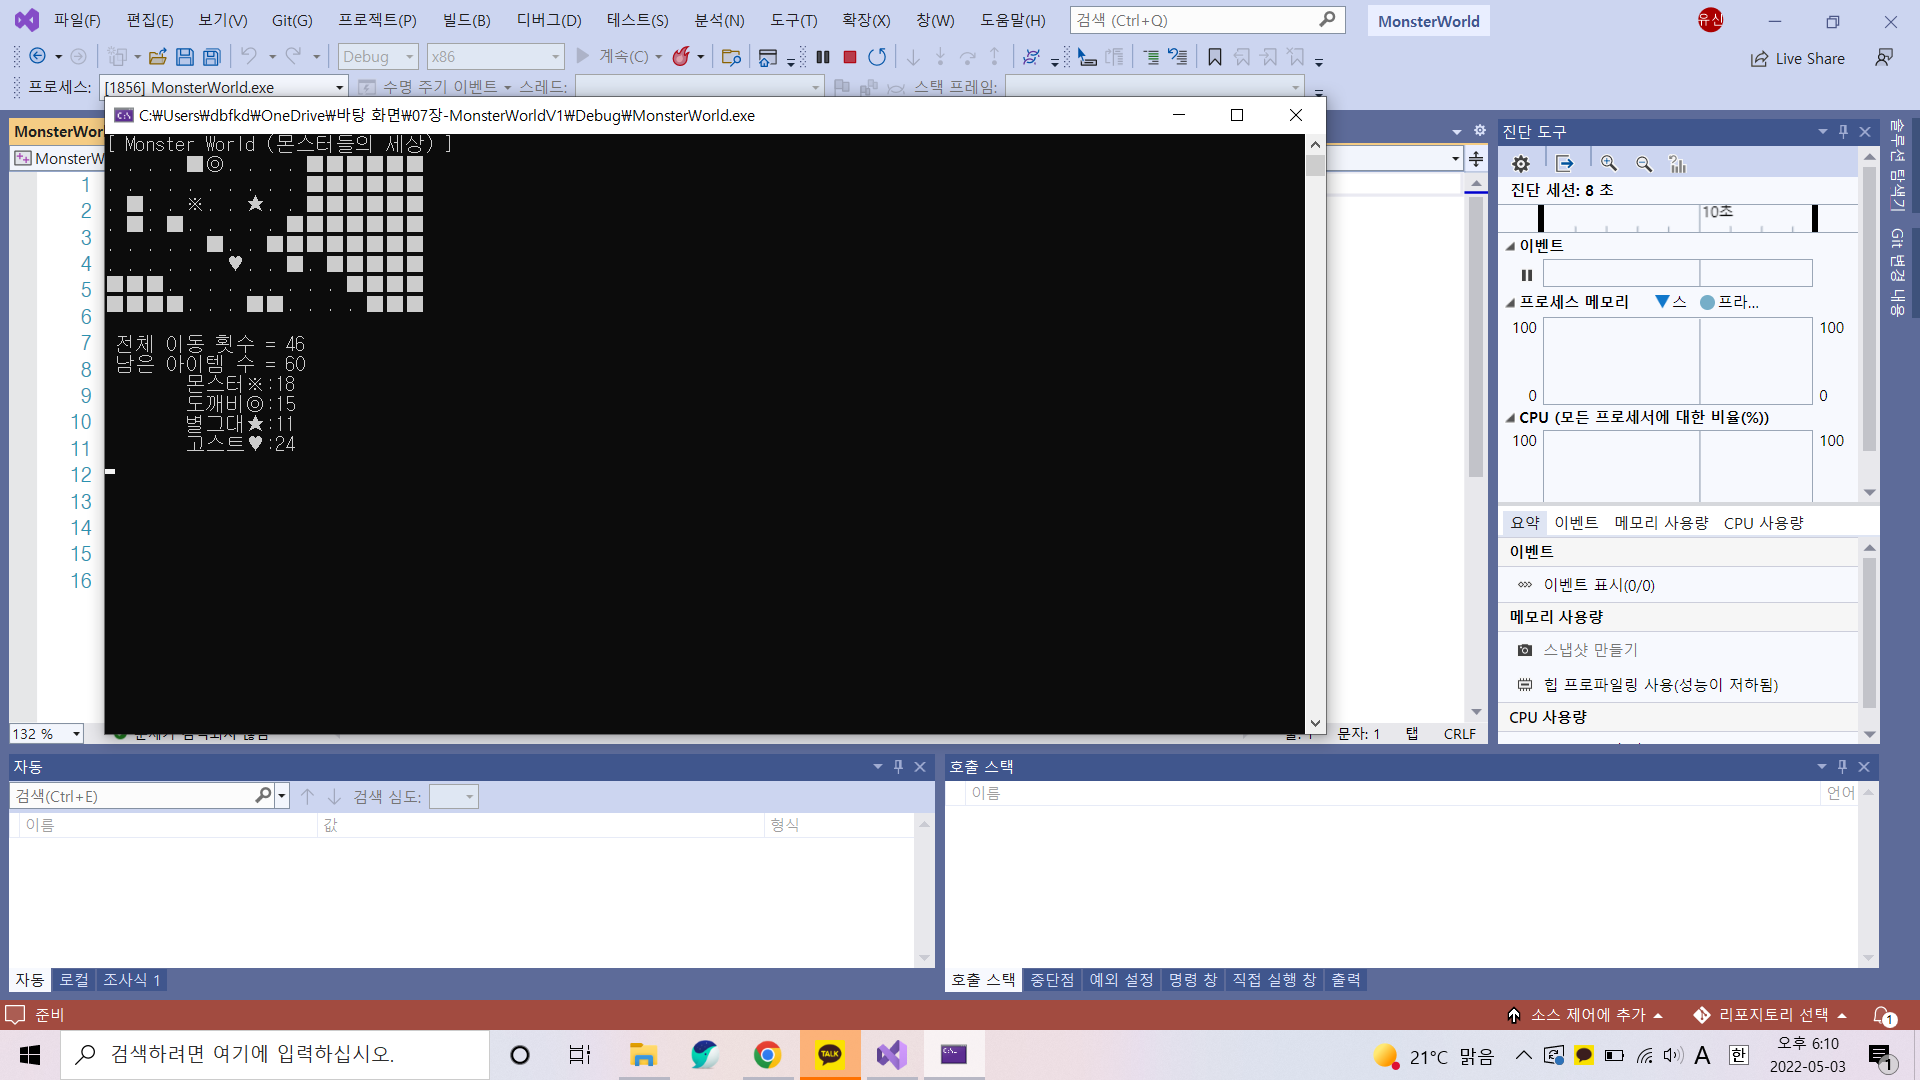 파일(F) 편집(E) 보기(V) Git(G) 프로젝트(P) 빌드(B) 디버그(D) 테스트(S) 분석(N) 도구(T) 확장(X) 창(W) 도움말(H) 검색 (Ctrl+Q) MonsterWorld 유신
Debug x86 계속(C) Live Share
프로세스: [1856] MonsterWorld.exe 수명 주기 이벤트 스레드: 스택 프레임:
C:₩Users₩dbfkd₩OneDrive₩바탕 화면₩07장-MonsterWorldV1₩Debug₩MonsterWorld.exe
[ Monster World (몬스터들의 세상) ]
. . . . ■◎. . . . ■■■■■■
. . . . . . . . . . ■■■■■■
. ■. . ※. . ★. . ■■■■■■
. ■. ■. . . . . ■■■■■■■
. . . . . ■. . ■■■■■■■■
. . . . . . ♥. . ■. ■■■■■
■■■. . . . . . . . . ■■■■
■■■■. . . ■■. . . . ■■■
전체 이동 횟수 = 46
남은 아이템 수 = 60
몬스터※:18
도깨비◎:15
별그대★:11
고스트♥:24
MonsterWor
MonsterW
1
2
3
4
5
6
7
8
9
10
11
12
13
14
15
16
132 %
문자: 1 탭 CRLF
진단 도구
진단 세션: 8 초
10초
이벤트
프로세스 메모리 스 프라...
100 100
0 0
CPU (모든 프로세서에 대한 비율(%))
100 100
요약 이벤트 메모리 사용량 CPU 사용량
이벤트
이벤트 표시(0/0)
메모리 사용량
스냅샷 만들기
힙 프로파일링 사용(성능이 저하됨)
CPU 사용량
솔루션 탐색기
Git 변경 내용
자동
검색(Ctrl+E) 검색 심도:
이름 값 형식
자동 로컬 조사식 1
호출 스택
이름 언어
호출 스택 중단점 예외 설정 명령 창 직접 실행 창 출력
준비 소스 제어에 추가 리포지토리 선택 1
검색하려면 여기에 입력하십시오. TALK 21°C 맑음 A 한 오후 6:10
2022-05-03 1